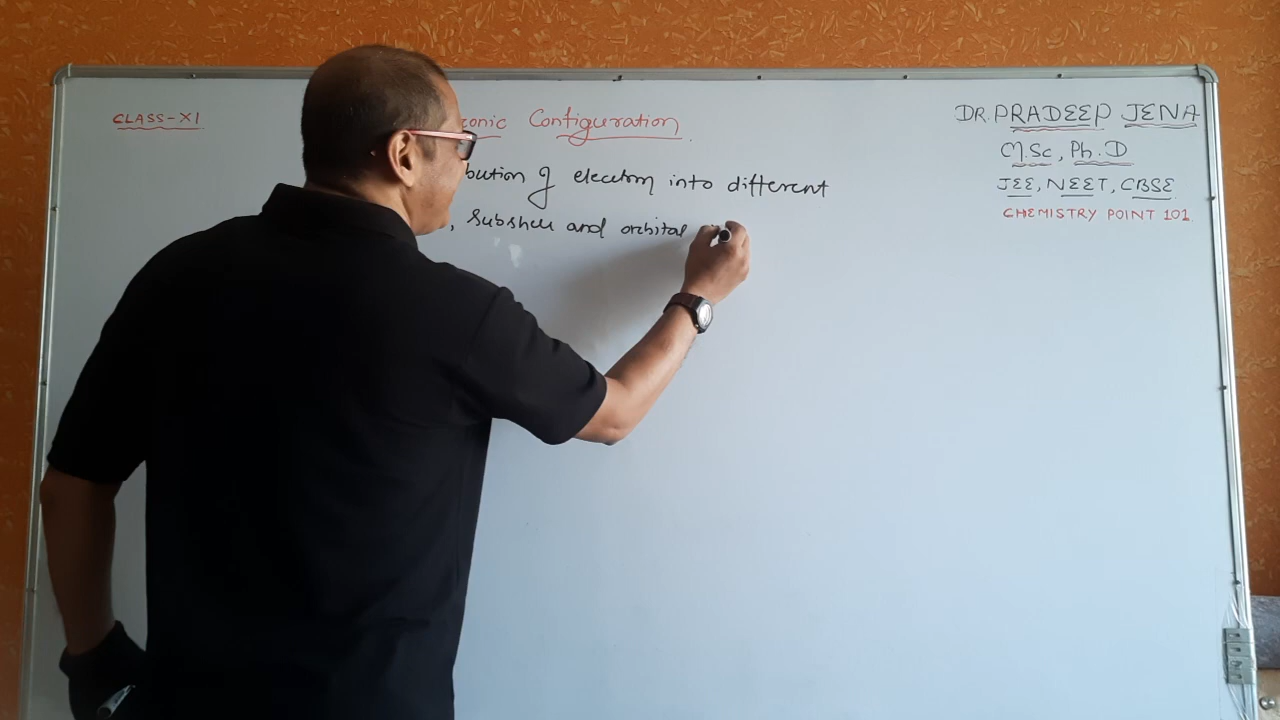 CLASS-XI
ronic Configuration.
DR. PRADEEP JENA
M.Sc, Ph.D
JEE, NEET, CBSE
CHEMISTRY POINT 101.
bution of electron into different
, Subshell and orbital